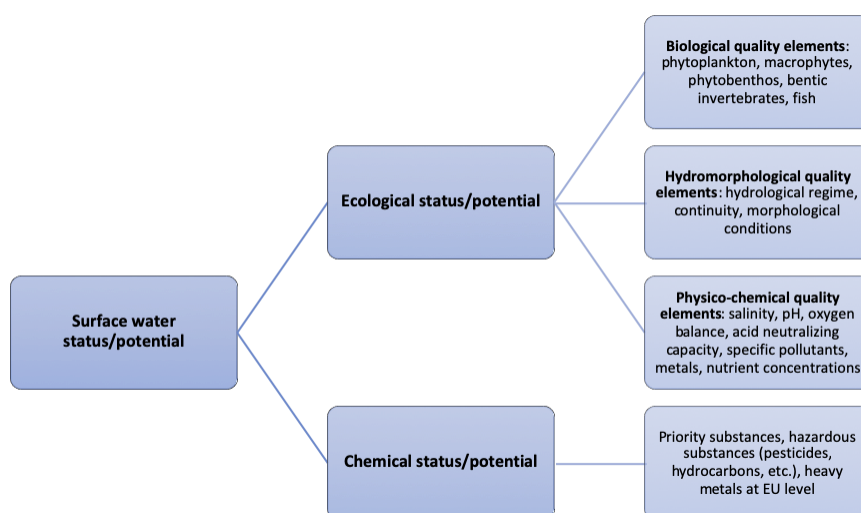 Surface water
status/potential
Ecological status/potential
Biological quality elements:
phytoplankton, macrophytes,
phytobenthos, bentic
invertebrates, fish
Hydromorphological quality
elements: hydrological regime,
continuity, morphological
conditions
Physico-chemical quality
elements: salinity, pH, oxygen
balance, acid neutralizing
capacity, specific pollutants,
metals, nutrient concentrations
Chemical status/potential
Priority substances, hazardous
substances (pesticides,
hydrocarbons, etc.), heavy
metals at EU level